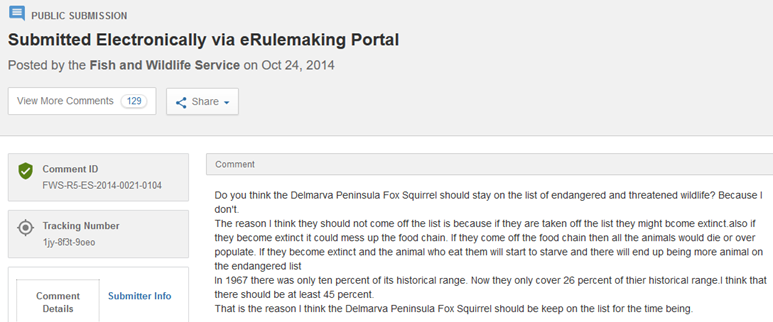 PUBLIC SUBMISSION
Submitted Electronically via eRulemaking Portal
Posted by the Fish and Wildlife Service on Oct 24, 2014
View More Comments 129
Share
Comment ID
FWS-R5-ES-2014-0021-0104
Tracking Number
1jy-8f3t-9oeo
Comment
Details
Submitter Info
Comment
Do you think the Delmarva Peninsula Fox Squirrel should stay on the list of endangered and threatened wildlife? Because I
don't.
The reason I think they should not come off the list is because if they are taken off the list they might bcome extinct.also if
they become extinct it could mess up the food chain. If they come off the food chain then all the animals would die or over
populate. If they become extinct and the animal who eat them will start to starve and there will end up being more animal on
the endangered list
In 1967 there was only ten percent of its historical range. Now they only cover 26 percent of thier historical range.I think that
there should be at least 45 percent.
That is the reason I think the Delmarva Peninsula Fox Squirrel should be keep on the list for the time being.